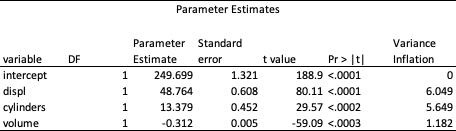 Parameter Estimates
Parameter Standard Variance
variable DF Estimate error t value Pr > |t| Inflation
intercept 1 249.699 1.321 188.9 <.0001 0
displ 1 48.764 0.608 80.11 <.0001 6.049
cylinders 1 13.379 0.452 29.57 <.0002 5.649
volume 1 -0.312 0.005 -59.09 <.0003 1.182